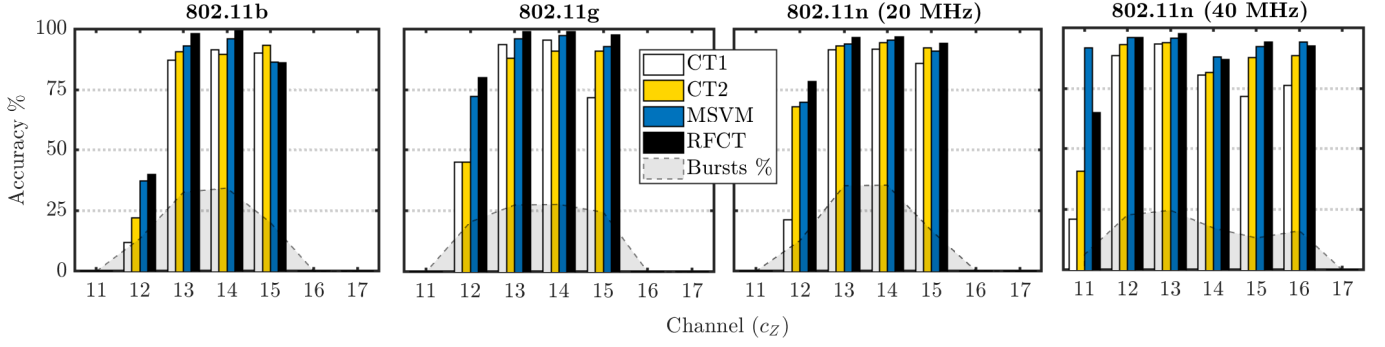 802.11b 802.11g 802.11n (20 MHz) 802.11n (40 MHz)
100
75
50
25
0
Accuracy %
CT1
CT2
MSVM
RFCT
Bursts %
11 12 13 14 15 16 17 11 12 13 14 15 16 17 11 12 13 14 15 16 17 11 12 13 14 15 16 17
Channel (c_Z)